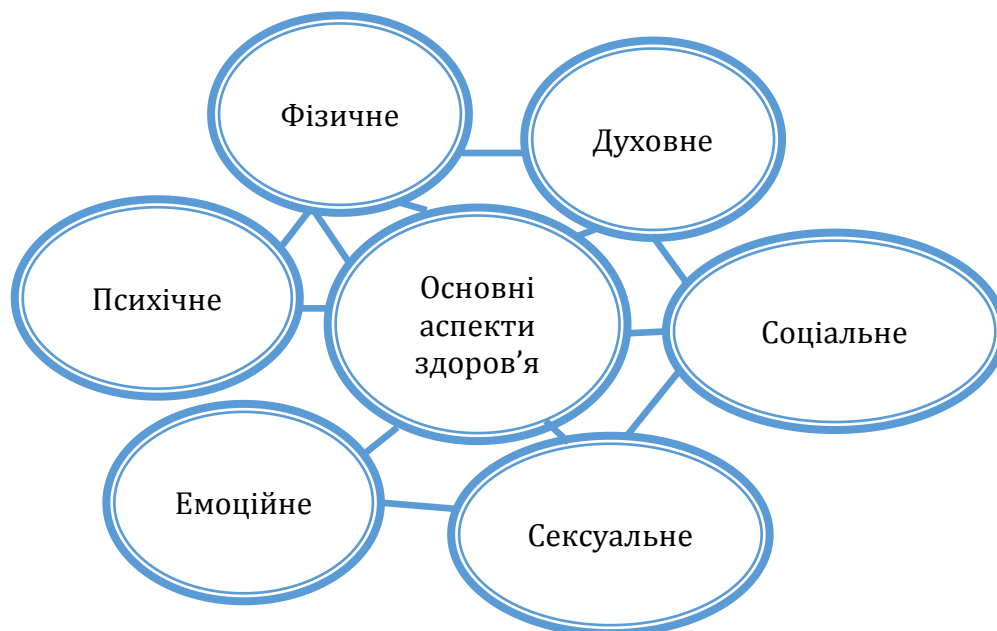 Фізичне
Духовне
Психічне
Основні
аспекти
здоров’я
Соціальне
Емоційне
Сексуальне